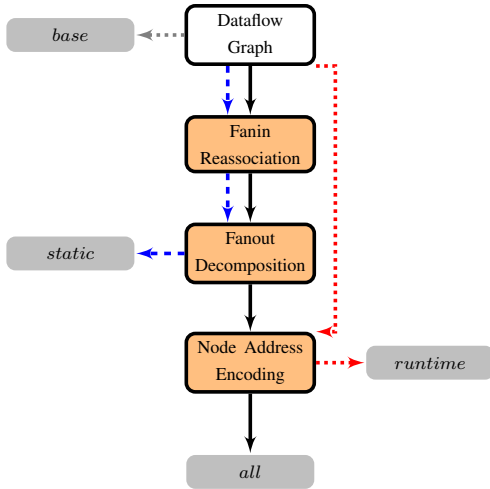 Dataflow
Graph
base
Fanin
Reassociation
Fanout
Decomposition
static
Node Address
Encoding
runtime
all